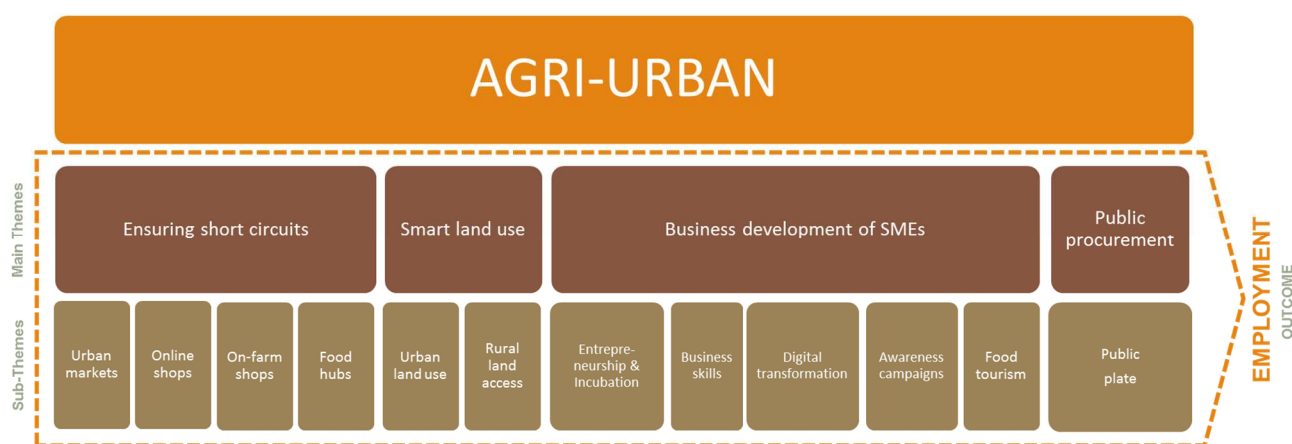 AGRI-URBAN
Main Themes
Ensuring short circuits
Smart land use
Business development of SMEs
Public
procurement
Sub-Themes
Urban
markets
Online
shops
On-farm
shops
Food
hubs
Urban
land use
Rural
land
access
Entrepre-
neurship &
Incubation
Business
skills
Digital
transformation
Awareness
campaigns
Food
tourism
Public
plate
EMPLOYMENT
OUTCOME